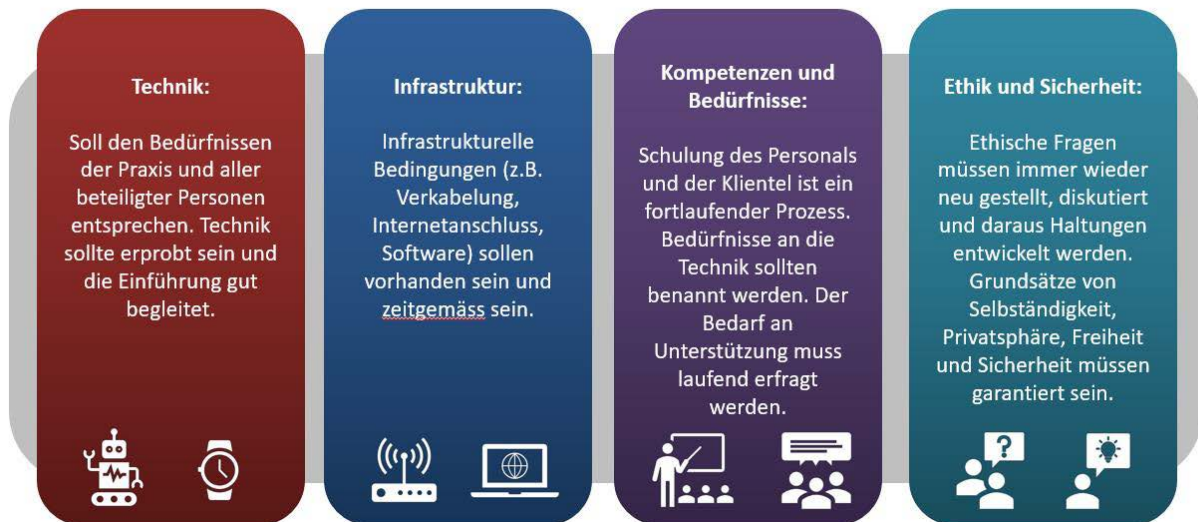 Technik:
Soll den Bedürfnissen
der Praxis und aller
beteiligter Personen
entsprechen. Technik
sollte erprobt sein und
die Einführung gut
begleitet.
Infrastruktur:
Infrastrukturelle
Bedingungen (z.B.
Verkabelung,
Internetanschluss,
Software) sollen
vorhanden sein und
zeitgemäss sein.
Kompetenzen und
Bedürfnisse:
Schulung des Personals
und der Klientel ist ein
fortlaufender Prozess.
Bedürfnisse an die
Technik sollten
benannt werden. Der
Bedarf an
Unterstützung muss
laufend erfragt
werden.
Ethik und Sicherheit:
Ethische Fragen
müssen immer wieder
neu gestellt, diskutiert
und daraus Haltungen
entwickelt werden.
Grundsätze von
Selbständigkeit,
Privatsphäre, Freiheit
und Sicherheit müssen
garantiert sein.
?